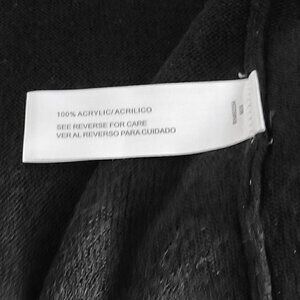 100% ACRYLIC/ACRILICO
SEE REVERSE FOR CARE
VER AL REVERSO PARA CUIDADO